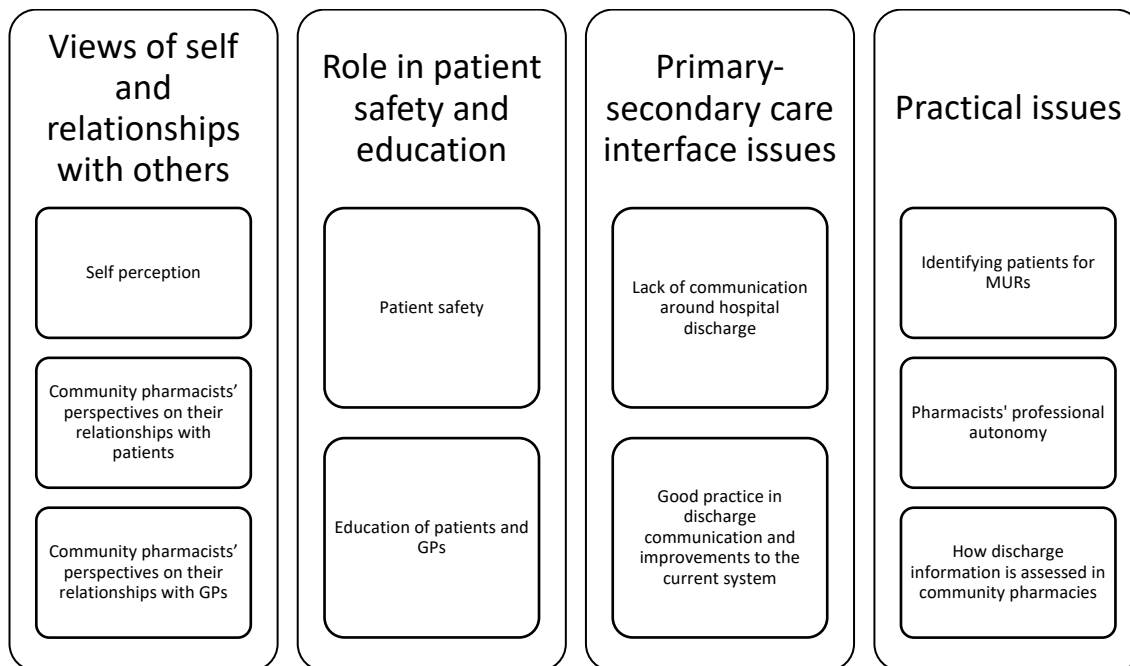 Views of self
and
relationships
with others
Self perception
Community pharmacists’
perspectives on their
relationships with
patients
Community pharmacists’
perspectives on their
relationships with GPs
Role in patient
safety and
education
Patient safety
Education of patients and
GPs
Primary-
secondary care
interface issues
Lack of communication
around hospital
discharge
Good practice in
discharge
communication and
improvements to the
current system
Practical issues
Identifying patients for
MURs
Pharmacists' professional
autonomy
How discharge
information is assessed in
community pharmacies